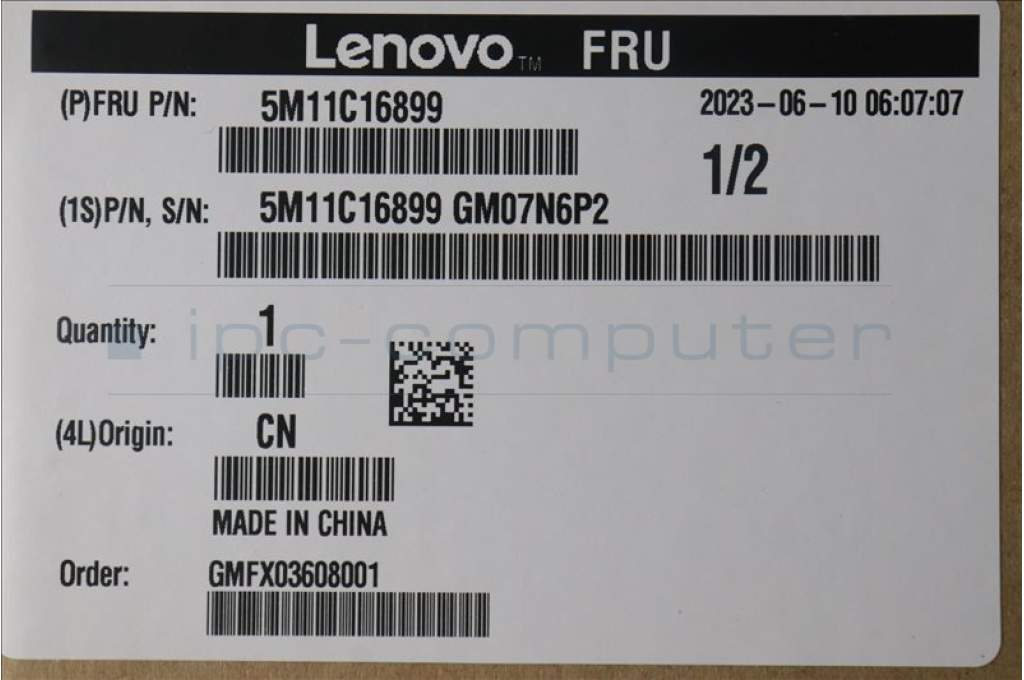 Lenovo™ FRU
(P)FRU P/N: 5M11C16899 2023-06-10 06:07:07
1/2
(1S)P/N, S/N: 5M11C16899 GM07N6P2
Quantity: 1
ipc-computer
(4L)Origin: CN
MADE IN CHINA
Order: GMFX03608001